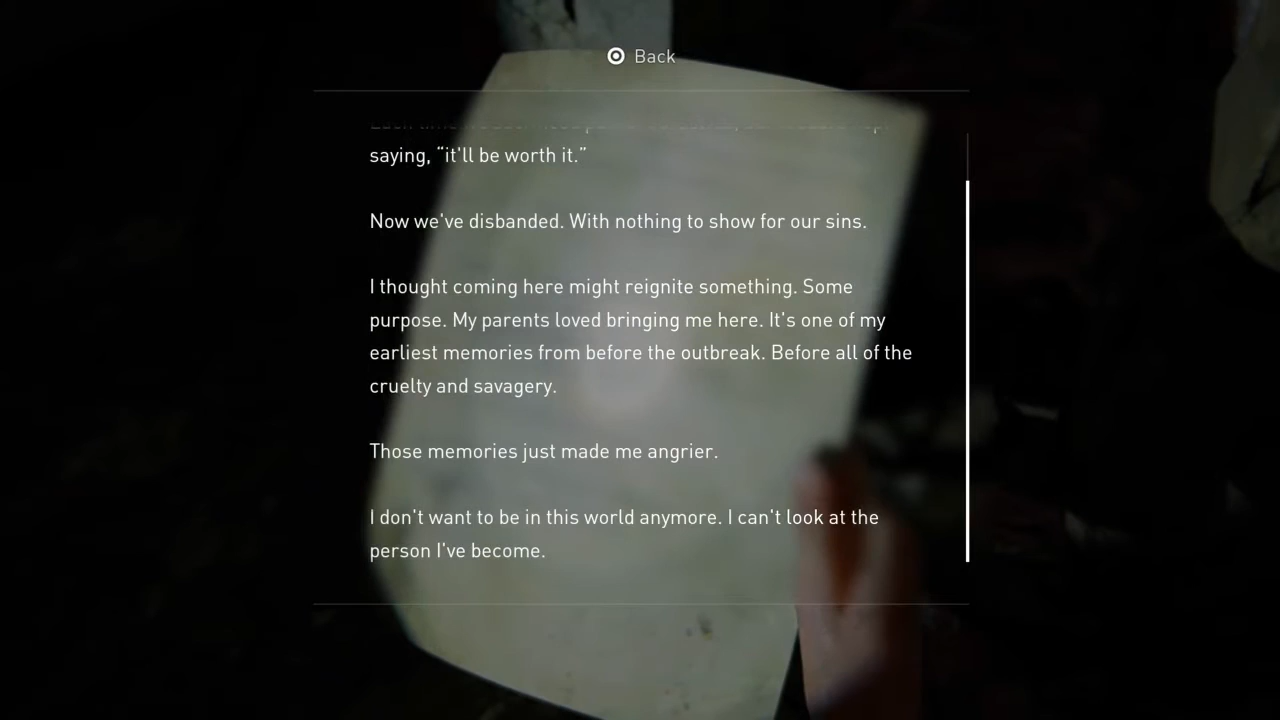 Back
saying, “it'll be worth it.”
Now we've disbanded. With nothing to show for our sins.
I thought coming here might reignite something. Some
purpose. My parents loved bringing me here. It's one of my
earliest memories from before the outbreak. Before all of the
cruelty and savagery.
Those memories just made me angrier.
I don't want to be in this world anymore. I can't look at the
person I've become.